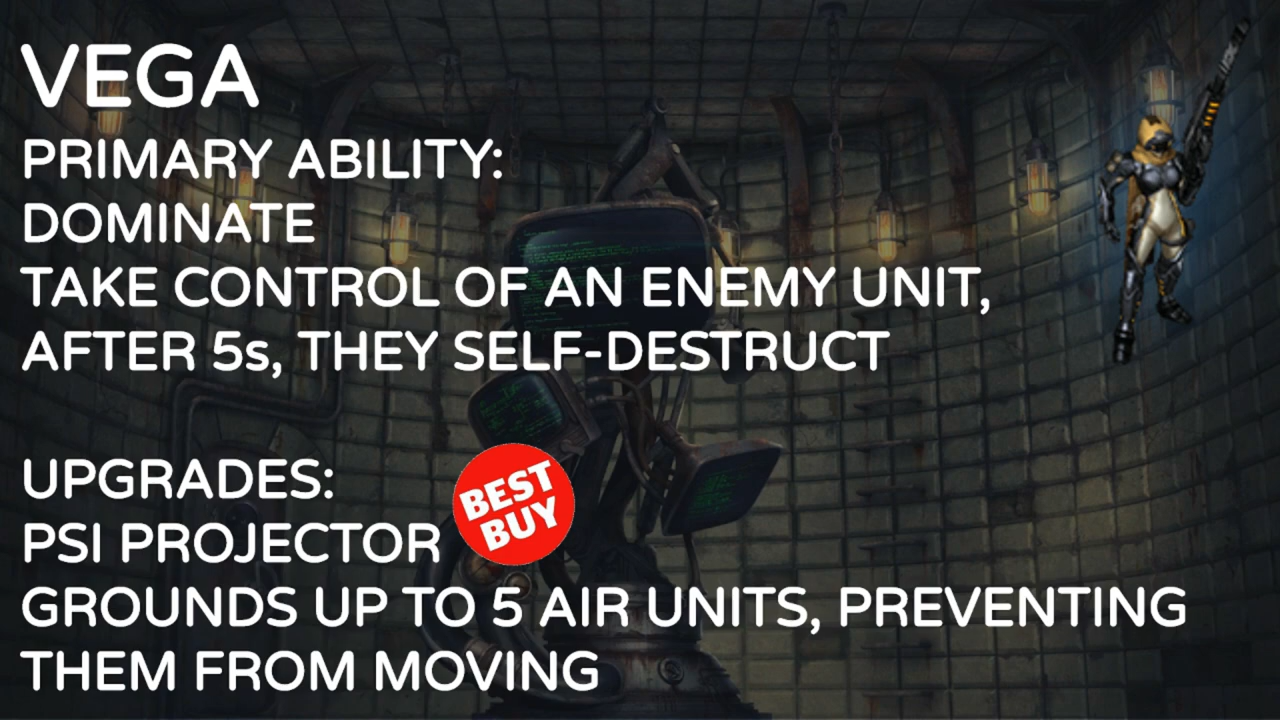 VEGA
PRIMARY ABILITY:
DOMINATE
TAKE CONTROL OF AN ENEMY UNIT,
AFTER 5s, THEY SELF-DESTRUCT
UPGRADES:
BEST
BUY
PSI PROJECTOR
GROUNDS UP TO 5 AIR UNITS, PREVENTING
THEM FROM MOVING